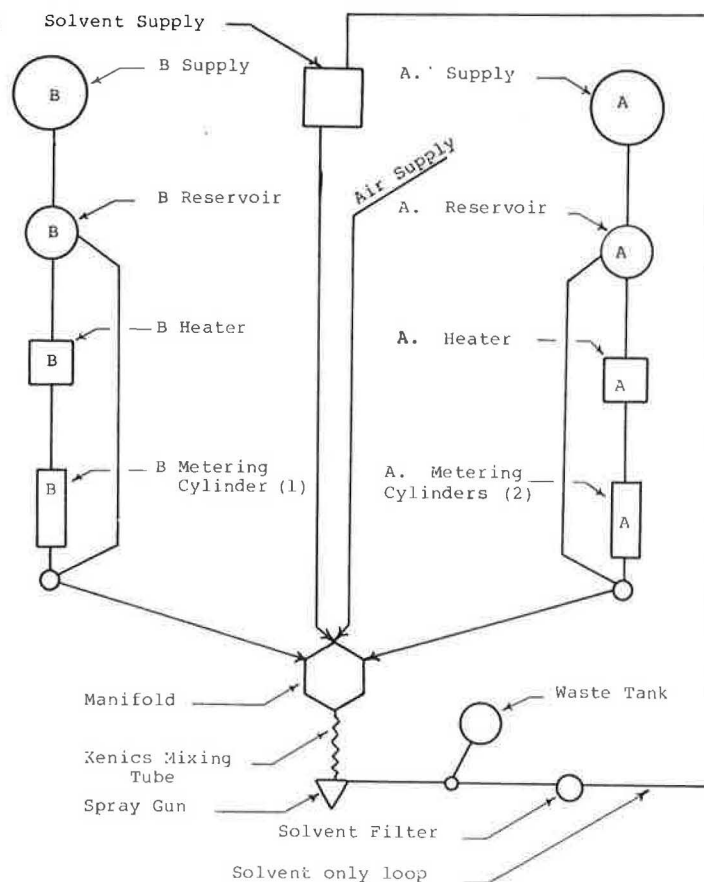 Solvent Supply
B Supply
A. Supply
B
A
Air Supply
B Reservoir
A. Reservoir
B
A
B Heater
A. Heater
B
A
B Metering
Cylinder (1)
A. Metering
Cylinders (2)
B
A
Manifold
Waste Tank
Kenics Mixing
Tube
Spray Gun
Solvent Filter
Solvent only loop